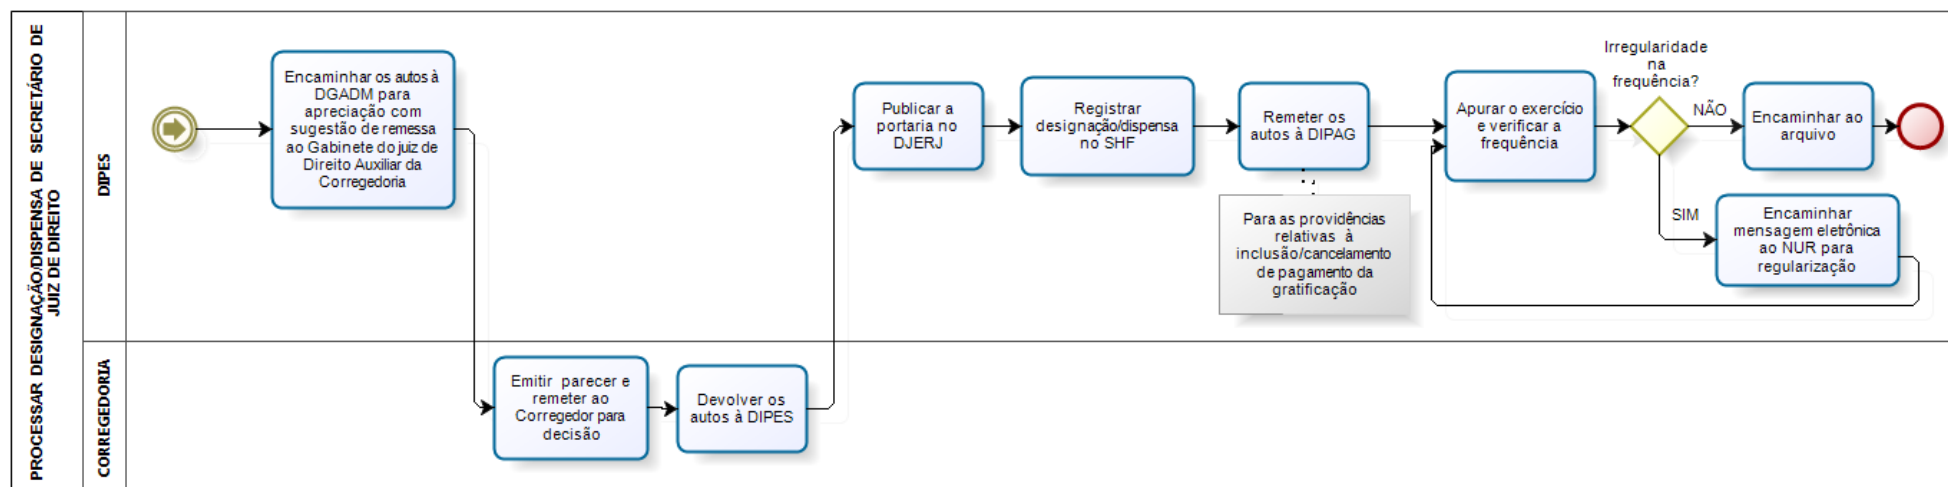 PROCESSAR DESIGNAÇÃO/DISPENSA DE SECRETÁRIO DE
JUIZ DE DIREITO
DIPES
Encaminhar os autos à
DGADM para
apreciação com
sugestão de remessa
ao Gabinete do juiz de
Direito Auxiliar da
Corregedoria
Publicar a
portaria no
DJERJ
Registrar
designação/dispensa
no SHF
Remeter os
autos à DIPAG
Para as providências
relativas à
inclusão/cancelamento
de pagamento da
gratificação
Apurar o exercício
e verificar a
frequência
Irregularidade
na
frequência?
NÃO
Encaminhar ao
arquivo
SIM
Encaminhar
mensagem eletrônica
ao NUR para
regularização
CORREGEDORIA
Emitir parecer e
remeter ao
Corregedor para
decisão
Devolver os
autos à DIPES